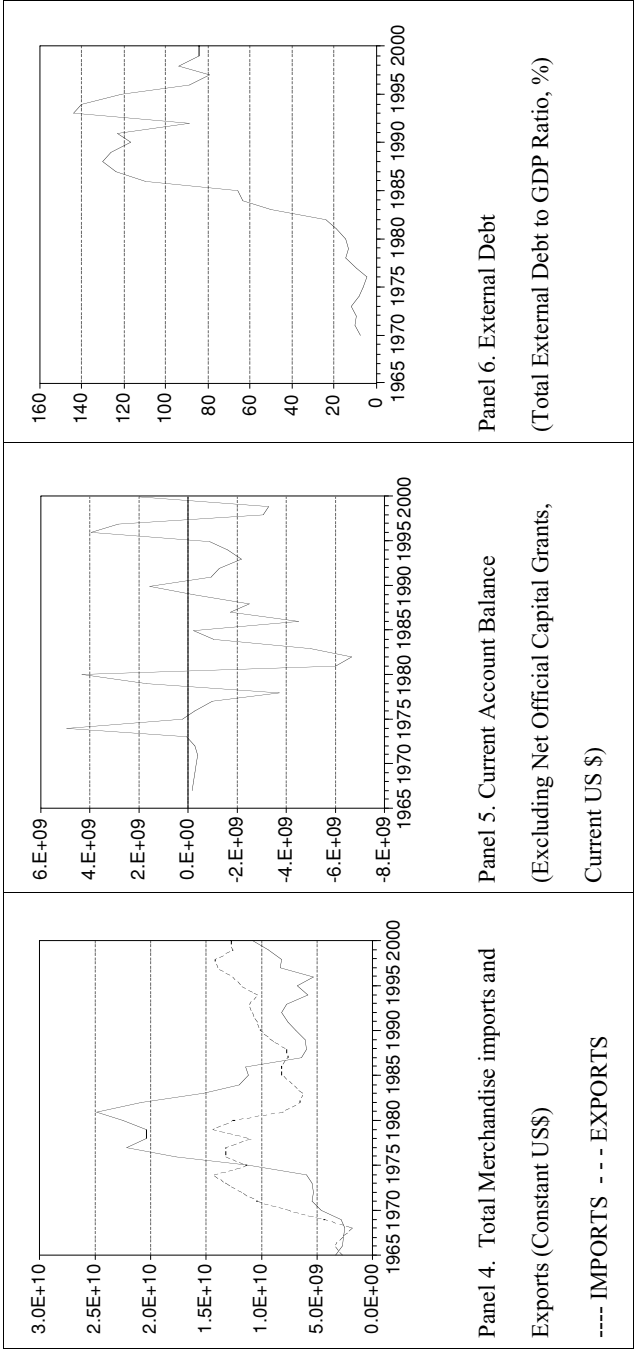 3.0E+10
2.5E+10
2.0E+10
1.5E+10
1.0E+10
5.0E+09
0.0E+00
1965 1970 1975 1980 1985 1990 1995 2000
Panel 4. Total Merchandise imports and
Exports (Constant US$)
---- IMPORTS - - - EXPORTS
6.E+09
4.E+09
2.E+09
0.E+00
-2.E+09
-4.E+09
-6.E+09
-8.E+09
1965 1970 1975 1980 1985 1990 1995 2000
Panel 5. Current Account Balance
(Excluding Net Official Capital Grants,
Current US $)
160
140
120
100
80
60
40
20
0
1965 1970 1975 1980 1985 1990 1995 2000
Panel 6. External Debt
(Total External Debt to GDP Ratio, %)